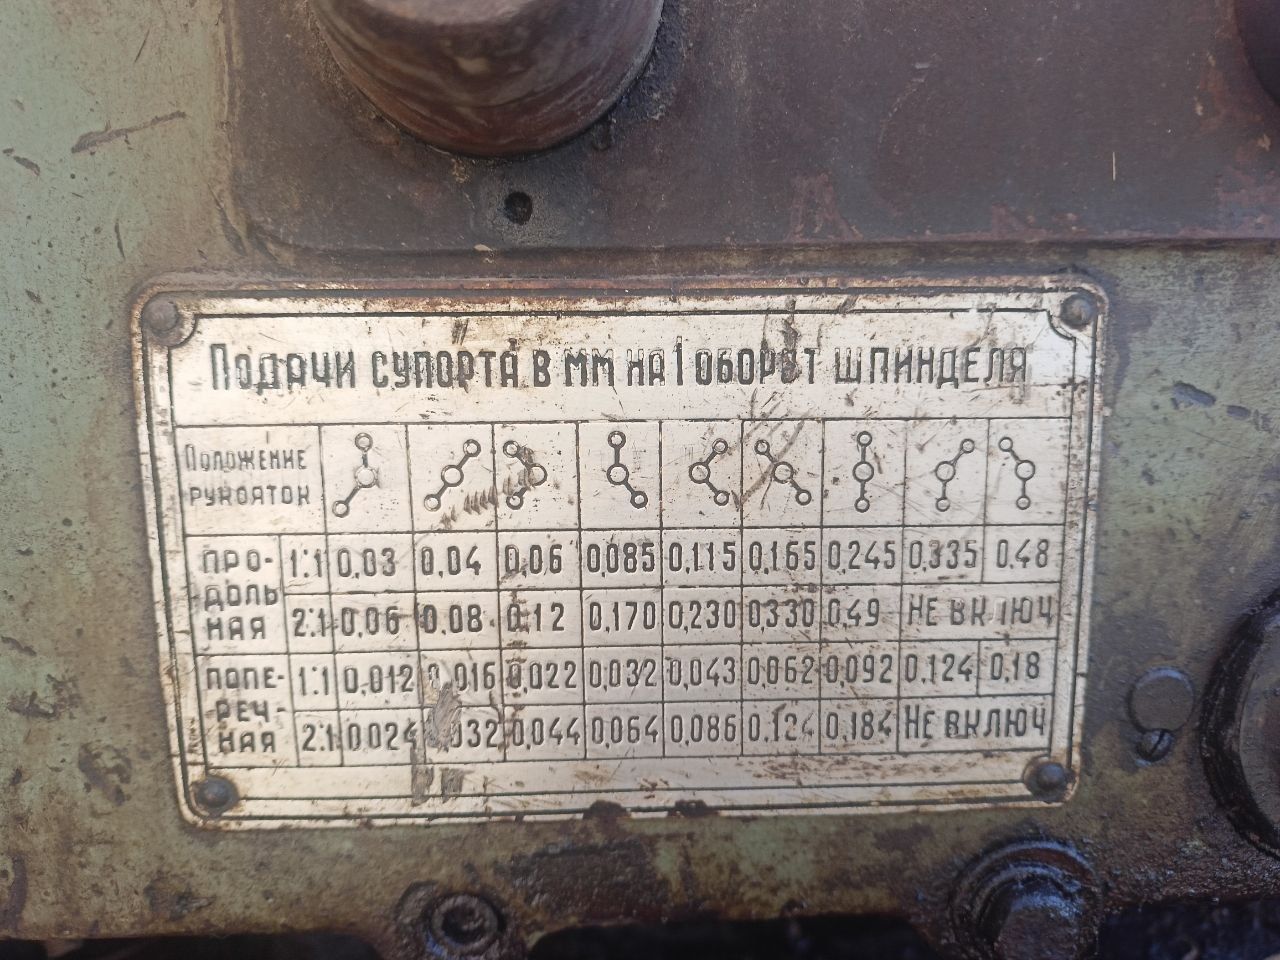 ПОДАЧИ СУПОРТА В ММ НА 1 ОБОРОТ ШПИНДЕЛЯ
ПОЛОЖЕНИЕ
РУКОЯТОК
ПРО-
ДОЛЬ
НАЯ
1:1 0,03 0,04 0,06 0,085 0,115 0,165 0,245 0,335 0,48
2:1 0,06 0,08 0,12 0,170 0,230 0,330 0,49 НЕ ВКЛЮЧ
ПОПЕ-
РЕЧ-
НАЯ
1:1 0,012 0,016 0,022 0,032 0,043 0,062 0,092 0,124 0,18
2:1 0,024 0,032 0,044 0,064 0,086 0,124 0,184 НЕ ВКЛЮЧ